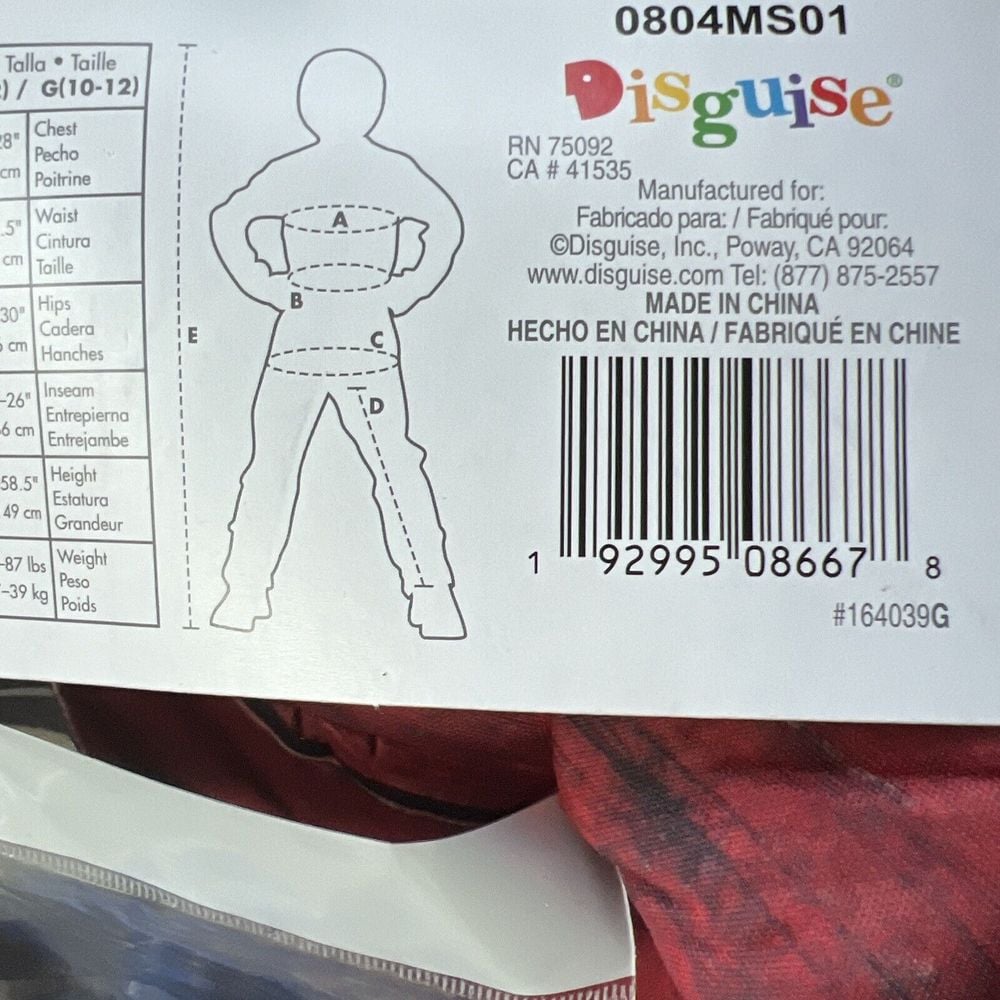 0804MS01
Disguise®
RN 75092
CA # 41535
Manufactured for:
Fabricado para: / Fabriqué pour:
©Disguise, Inc., Poway, CA 92064
www.disguise.com Tel: (877) 875-2557
MADE IN CHINA
HECHO EN CHINA / FABRIQUÉ EN CHINE
1 92995 08667 8
#164039G
Talla • Taille
) / G(10-12)
28" Chest
Pecho
cm Poitrine
.5" Waist
Cintura
cm Taille
30" Hips
Cadera
cm Hanches
-26" Inseam
Entrepierna
6 cm Entrejambe
58.5" Height
Estatura
49 cm Grandeur
-87 lbs Weight
Peso
-39 kg Poids
A
B
C
D
E